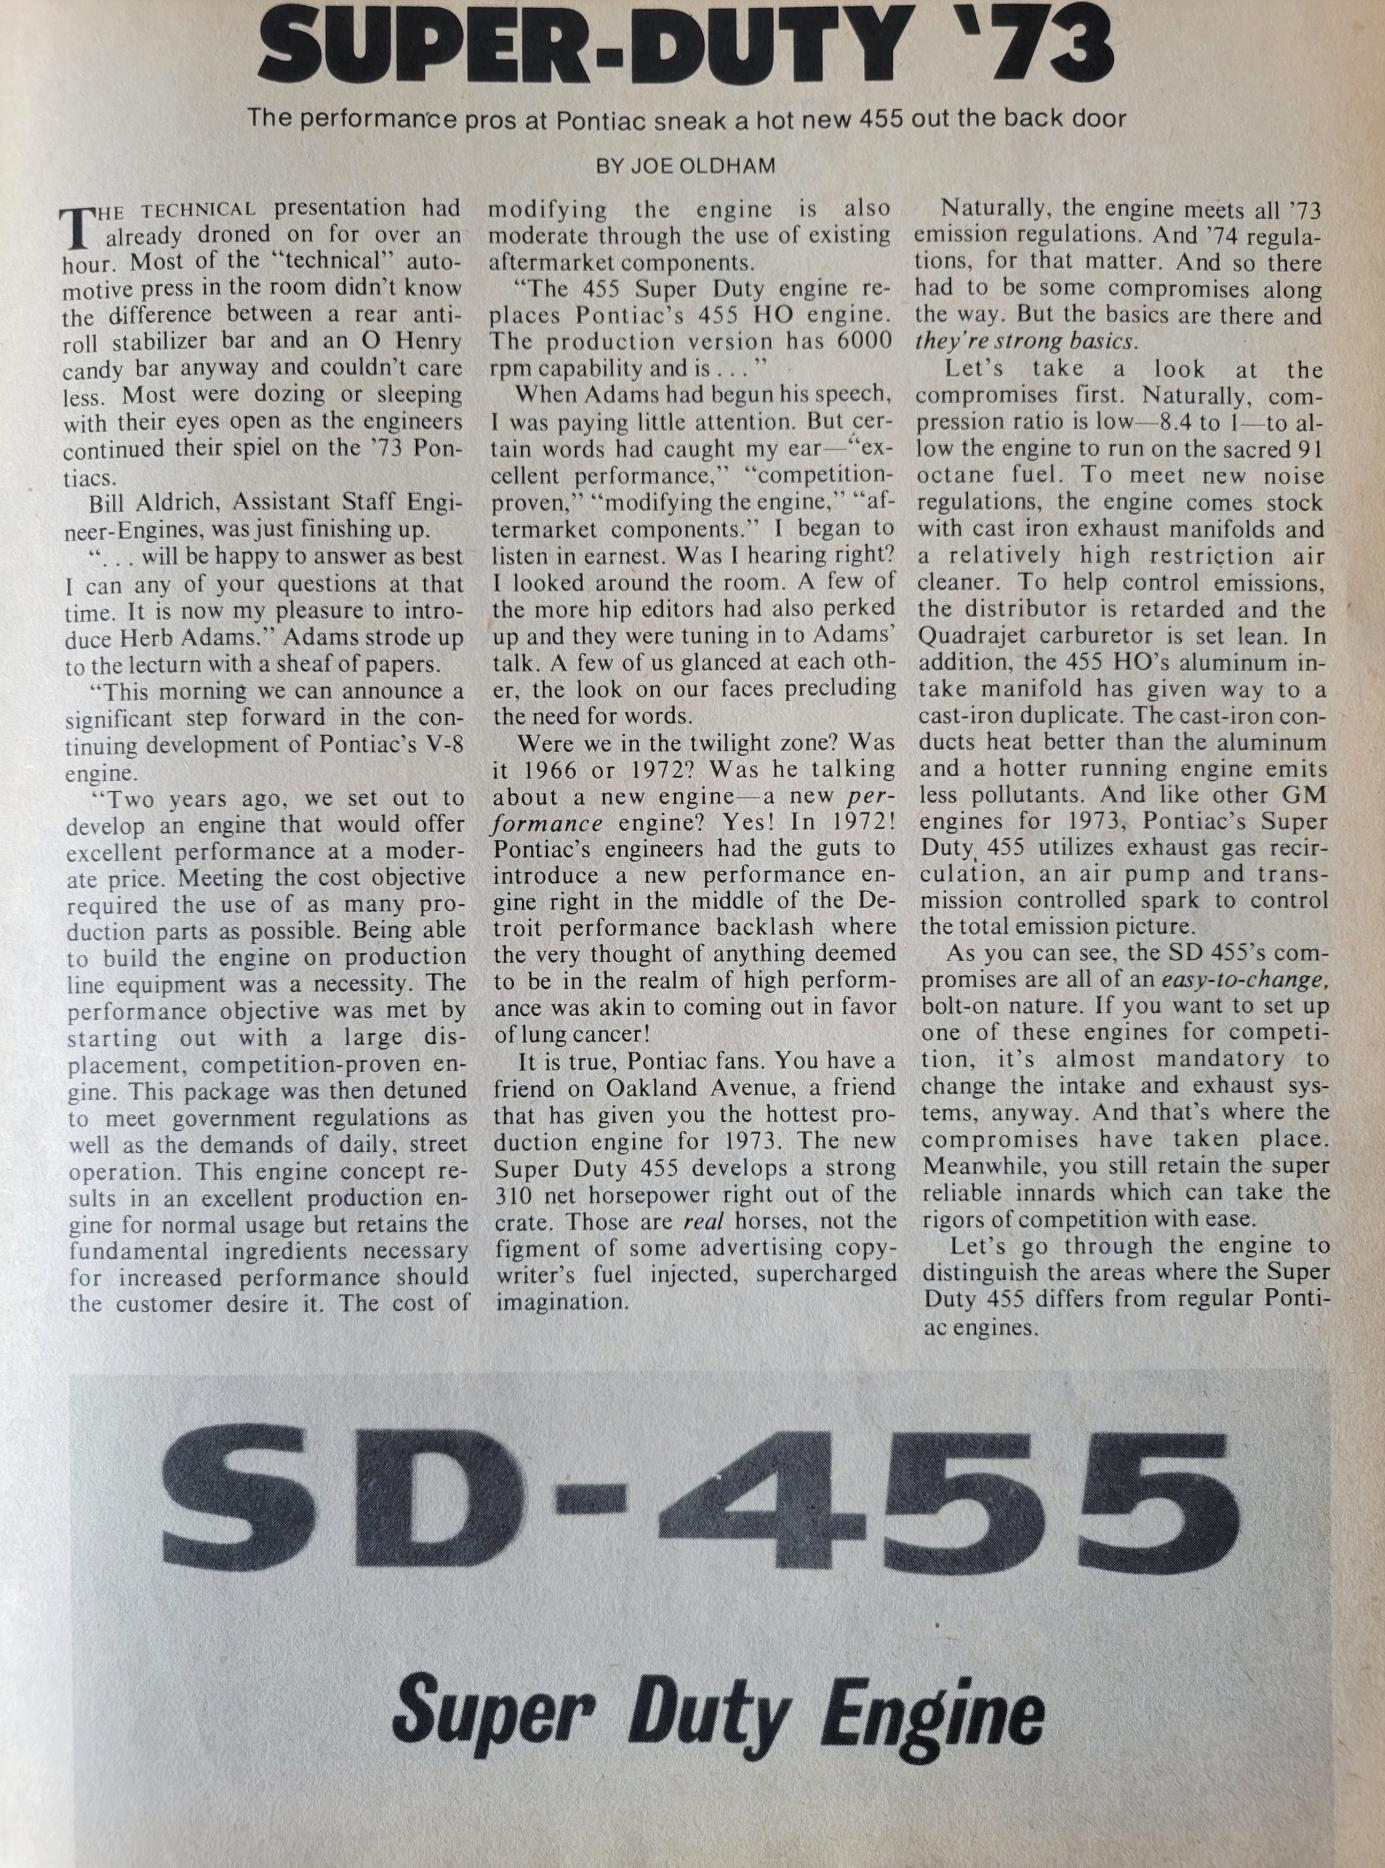 SUPER-DUTY ‘73
The performance pros at Pontiac sneak a hot new 455 out the back door
BY JOE OLDHAM
THE TECHNICAL presentation had
already droned on for over an
hour. Most of the “technical” auto-
motive press in the room didn’t know
the difference between a rear anti-
roll stabilizer bar and an O Henry
candy bar anyway and couldn’t care
less. Most were dozing or sleeping
with their eyes open as the engineers
continued their spiel on the ’73 Pon-
tiacs.
Bill Aldrich, Assistant Staff Engi-
neer-Engines, was just finishing up.
“. . . will be happy to answer as best
I can any of your questions at that
time. It is now my pleasure to intro-
duce Herb Adams.” Adams strode up
to the lecturn with a sheaf of papers.
“This morning we can announce a
significant step forward in the con-
tinuing development of Pontiac’s V-8
engine.
“Two years ago, we set out to
develop an engine that would offer
excellent performance at a moder-
ate price. Meeting the cost objective
required the use of as many pro-
duction parts as possible. Being able
to build the engine on production
line equipment was a necessity. The
performance objective was met by
starting out with a large dis-
placement, competition-proven en-
gine. This package was then detuned
to meet government regulations as
well as the demands of daily, street
operation. This engine concept re-
sults in an excellent production en-
gine for normal usage but retains the
fundamental ingredients necessary
for increased performance should
the customer desire it. The cost of
modifying the engine is also
moderate through the use of existing
aftermarket components.
“The 455 Super Duty engine re-
places Pontiac’s 455 HO engine.
The production version has 6000
rpm capability and is . . . ”
When Adams had begun his speech,
I was paying little attention. But cer-
tain words had caught my ear—“ex-
cellent performance,” “competition-
proven,” “modifying the engine,” “af-
termarket components.” I began to
listen in earnest. Was I hearing right?
I looked around the room. A few of
the more hip editors had also perked
up and they were tuning in to Adams’
talk. A few of us glanced at each oth-
er, the look on our faces precluding
the need for words.
Were we in the twilight zone? Was
it 1966 or 1972? Was he talking
about a new engine—a new per-
formance engine? Yes! In 1972!
Pontiac’s engineers had the guts to
introduce a new performance en-
gine right in the middle of the De-
troit performance backlash where
the very thought of anything deemed
to be in the realm of high perform-
ance was akin to coming out in favor
of lung cancer!
It is true, Pontiac fans. You have a
friend on Oakland Avenue, a friend
that has given you the hottest pro-
duction engine for 1973. The new
Super Duty 455 develops a strong
310 net horsepower right out of the
crate. Those are real horses, not the
figment of some advertising copy-
writer’s fuel injected, supercharged
imagination.
Naturally, the engine meets all ’73
emission regulations. And ’74 regula-
tions, for that matter. And so there
had to be some compromises along
the way. But the basics are there and
they’re strong basics.
Let’s take a look at the
compromises first. Naturally, com-
pression ratio is low—8.4 to 1—to al-
low the engine to run on the sacred 91
octane fuel. To meet new noise
regulations, the engine comes stock
with cast iron exhaust manifolds and
a relatively high restriction air
cleaner. To help control emissions,
the distributor is retarded and the
Quadrajet carburetor is set lean. In
addition, the 455 HO’s aluminum in-
take manifold has given way to a
cast-iron duplicate. The cast-iron con-
ducts heat better than the aluminum
and a hotter running engine emits
less pollutants. And like other GM
engines for 1973, Pontiac’s Super
Duty 455 utilizes exhaust gas recir-
culation, an air pump and trans-
mission controlled spark to control
the total emission picture.
As you can see, the SD 455’s com-
promises are all of an easy-to-change,
bolt-on nature. If you want to set up
one of these engines for competi-
tion, it’s almost mandatory to
change the intake and exhaust sys-
tems, anyway. And that’s where the
compromises have taken place.
Meanwhile, you still retain the super
reliable innards which can take the
rigors of competition with ease.
Let’s go through the engine to
distinguish the areas where the Super
Duty 455 differs from regular Ponti-
ac engines.
SD-455
Super Duty Engine